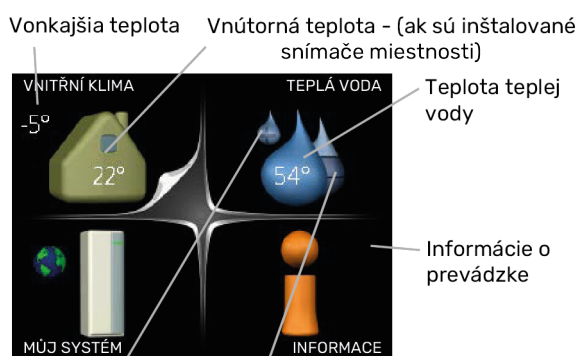 Vonkajšia teplota
Vnútorná teplota - (ak sú inštalované
snímače miestnosti)
VNITŘNÍ KLIMA
TEPLÁ VODA
-5°
22°
54°
Teplota teplej
vody
Informácie o
prevádzke
MŮJ SYSTÉM
INFORMACE